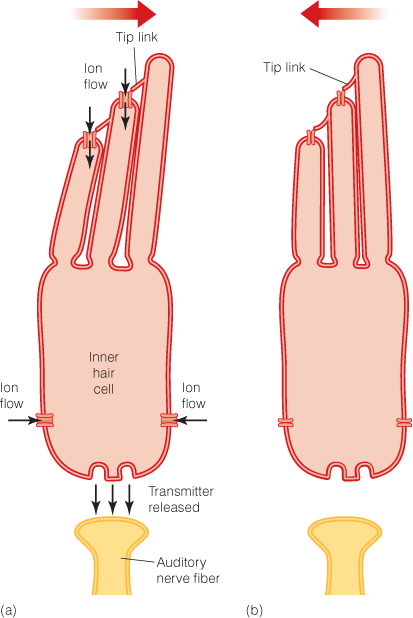 Tip link
Ion
flow
Tip link
Inner
hair
cell
Ion
flow
Ion
flow
Transmitter
released
Auditory
nerve fiber
(a)
(b)